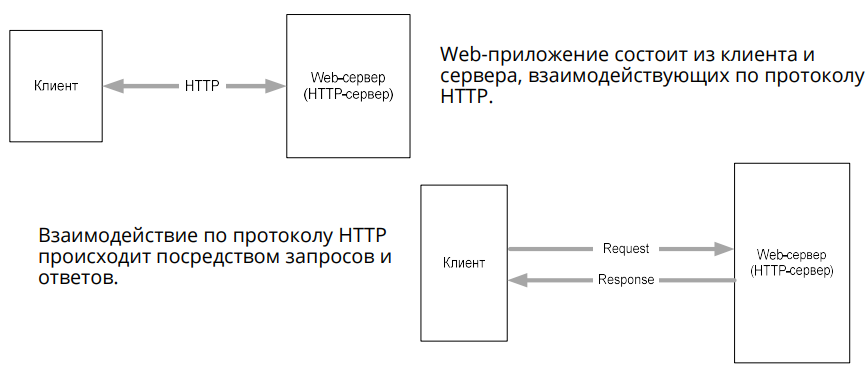 Клиент
HTTP
Web-сервер
(HTTP-сервер)
Web-приложение состоит из клиента и
сервера, взаимодействующих по протоколу
HTTP.
Взаимодействие по протоколу HTTP
происходит посредством запросов и
ответов.
Клиент
Request
Response
Web-сервер
(HTTP-сервер)